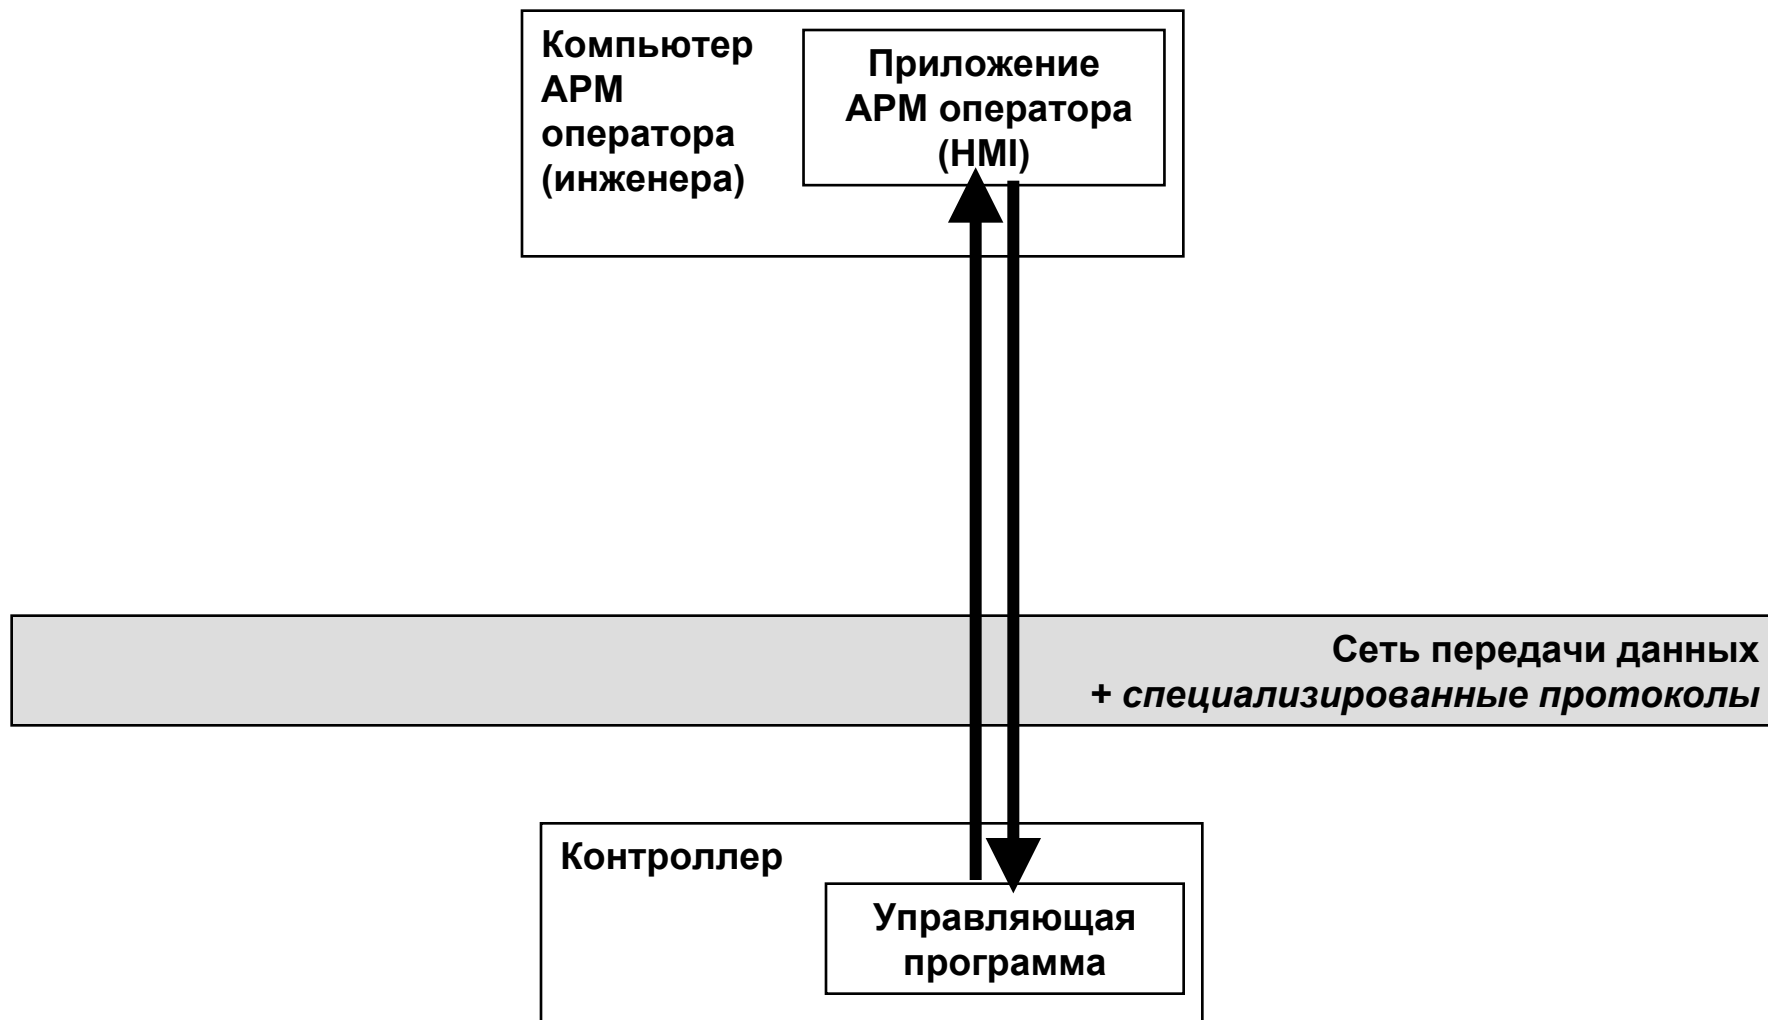 Компьютер
АРМ
оператора
(инженера)
Приложение
АРМ оператора
(HMI)
Сеть передачи данных
+ специализированные протоколы
Контроллер
Управляющая
программа